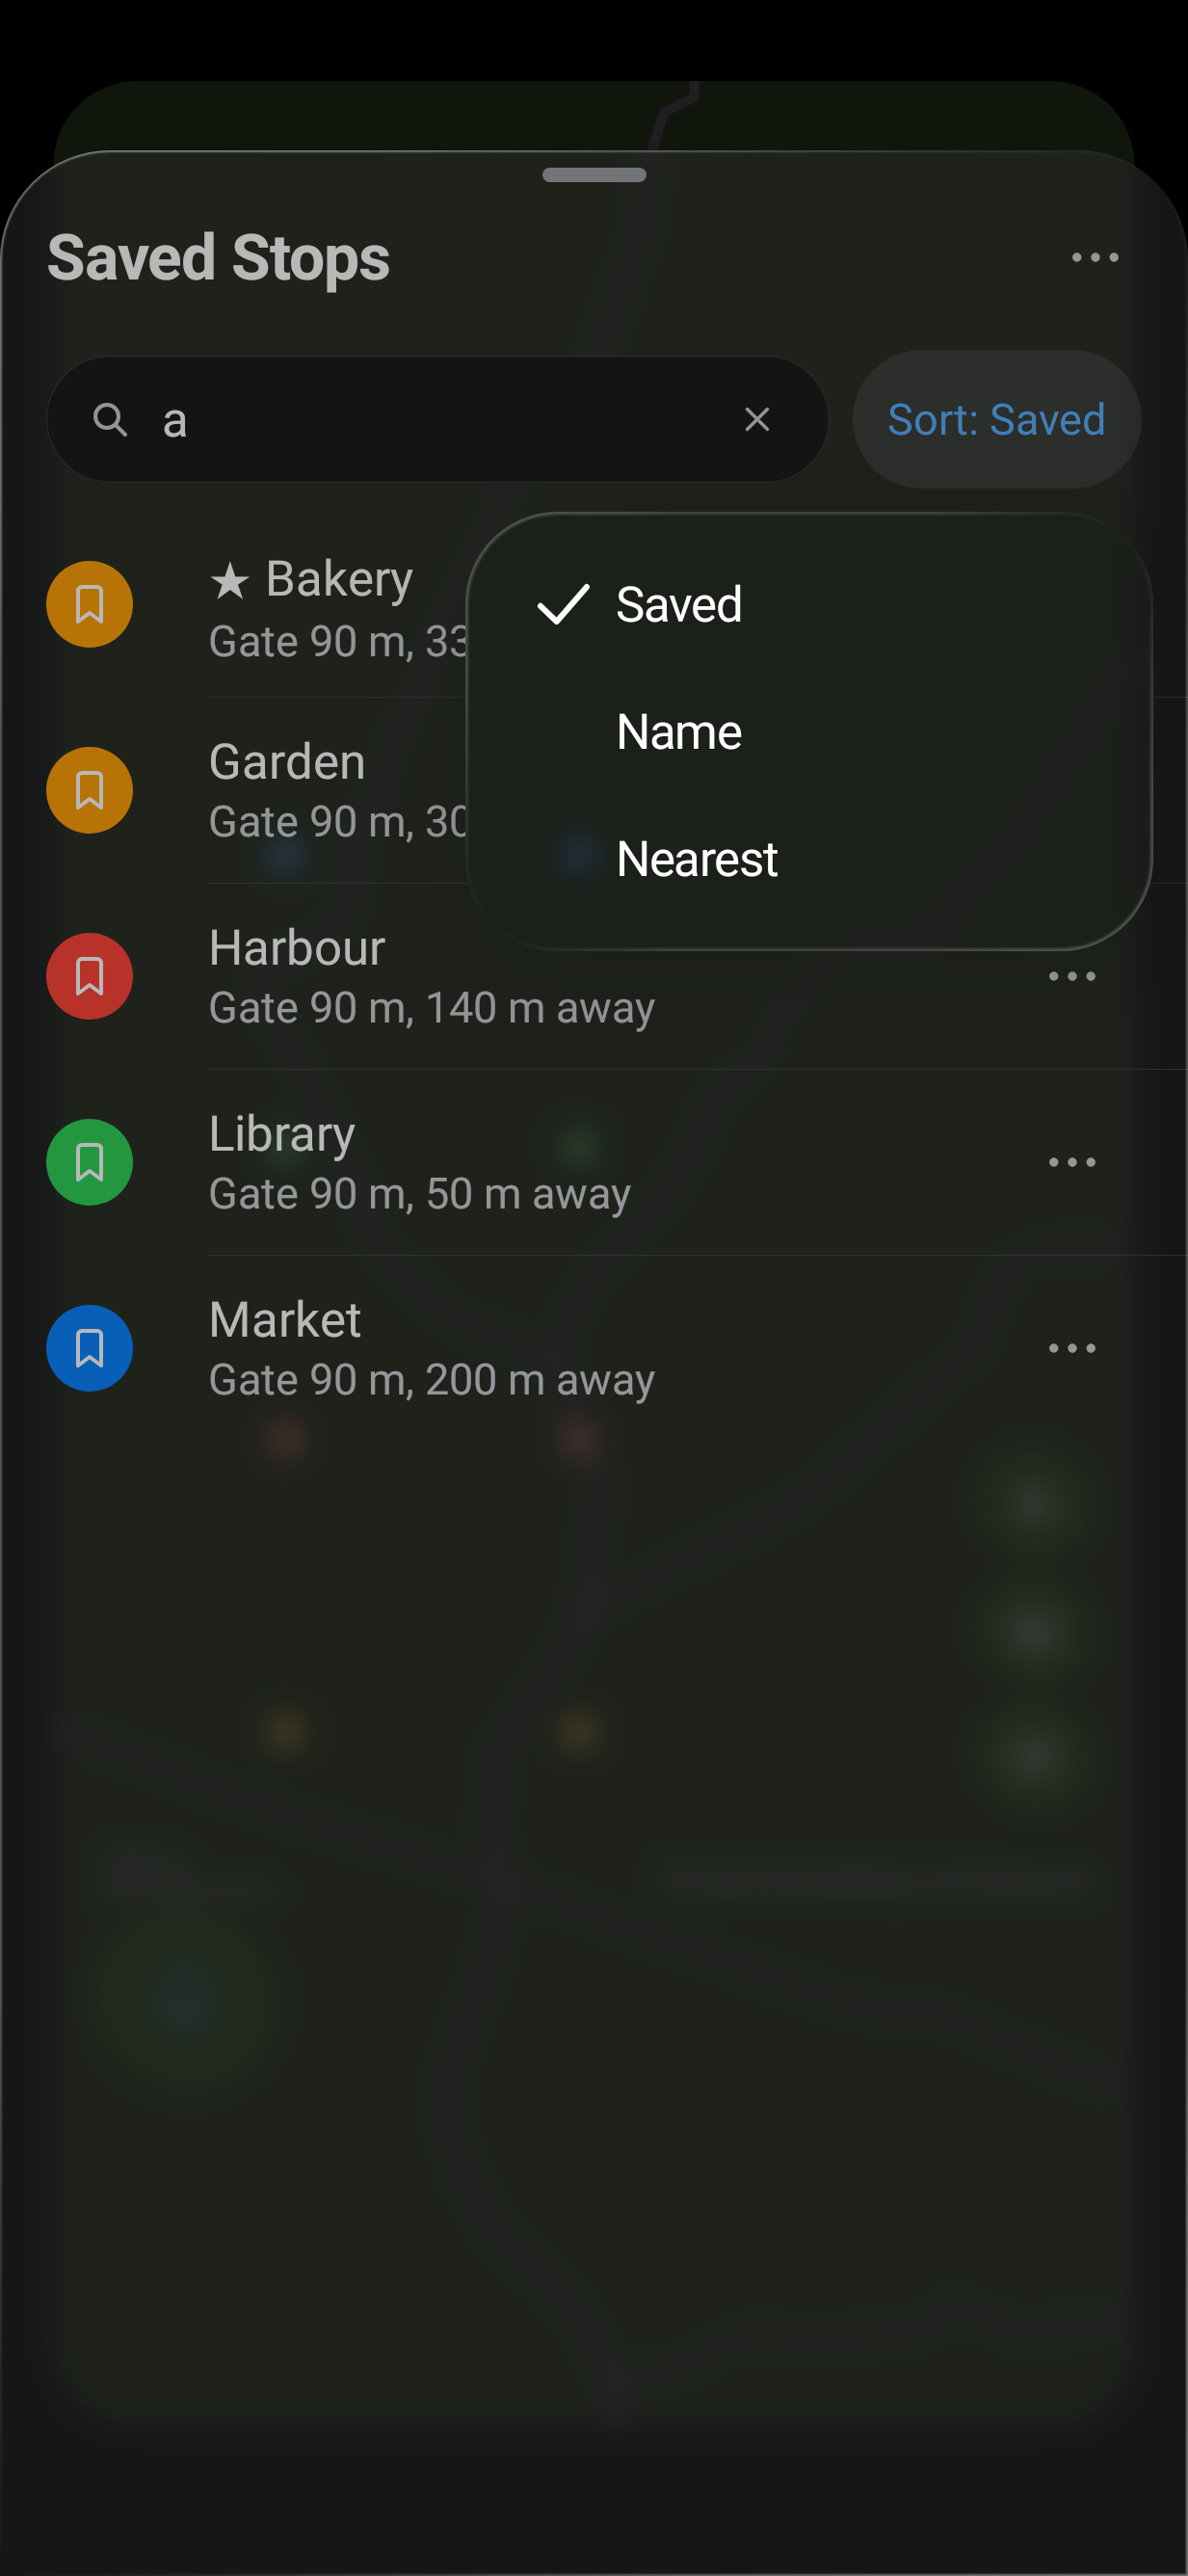 Saved Stops
a
Sort: Saved
★ Bakery
Gate 90 m, 33
Saved
Name
Nearest
Garden
Gate 90 m, 30
Harbour
Gate 90 m, 140 m away
Library
Gate 90 m, 50 m away
Market
Gate 90 m, 200 m away